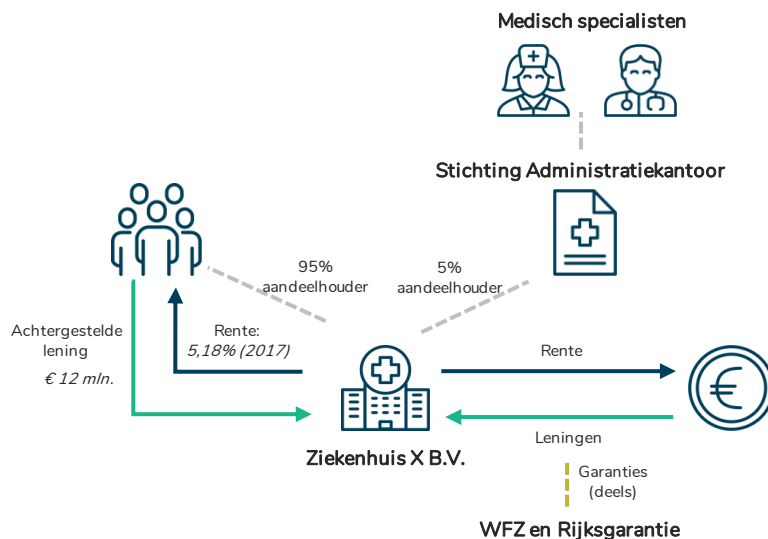 Medisch specialisten
Stichting Administratiekantoor
95%
aandeelhouder
5%
aandeelhouder
Achtergestelde
lening
€ 12 mln.
Rente:
5,18% (2017)
Rente
€
Leningen
Ziekenhuis X B.V.
Garanties
(deels)
WFZ en Rijksgarantie